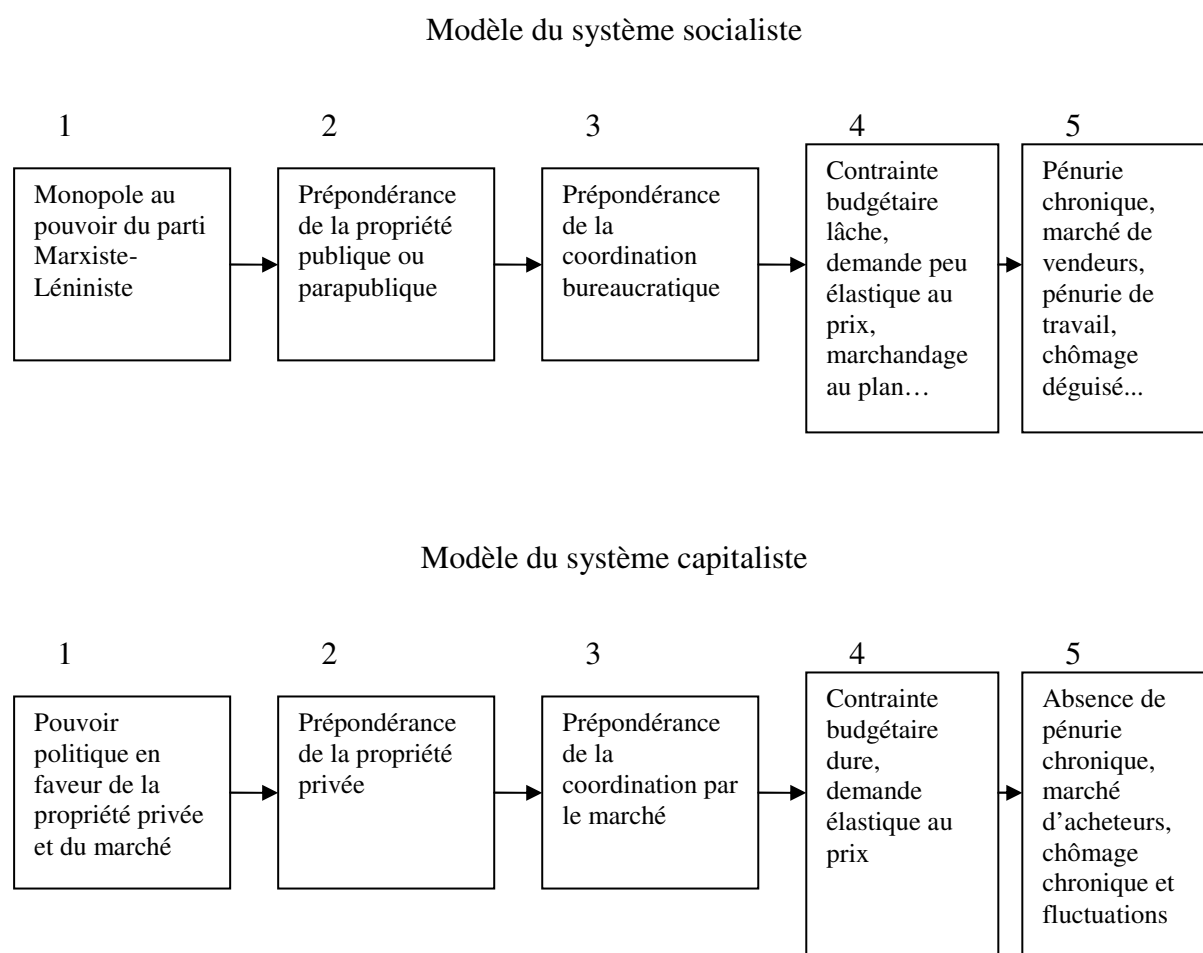 Modèle du système socialiste
1 2 3 4 5
Monopole au
pouvoir du parti
Marxiste-
Léniniste
Prépondérance
de la propriété
publique ou
parapublique
Prépondérance
de la
coordination
bureaucratique
Contrainte
budgétaire
lâche,
demande peu
élastique au
prix,
marchandage
au plan…
Pénurie
chronique,
marché de
vendeurs,
pénurie de
travail,
chômage
déguisé...
Modèle du système capitaliste
1 2 3 4 5
Pouvoir
politique en
faveur de la
propriété privée
et du marché
Prépondérance
de la propriété
privée
Prépondérance
de la
coordination par
le marché
Contrainte
budgétaire
dure,
demande
élastique au
prix
Absence de
pénurie
chronique,
marché
d’acheteurs,
chômage
chronique et
fluctuations